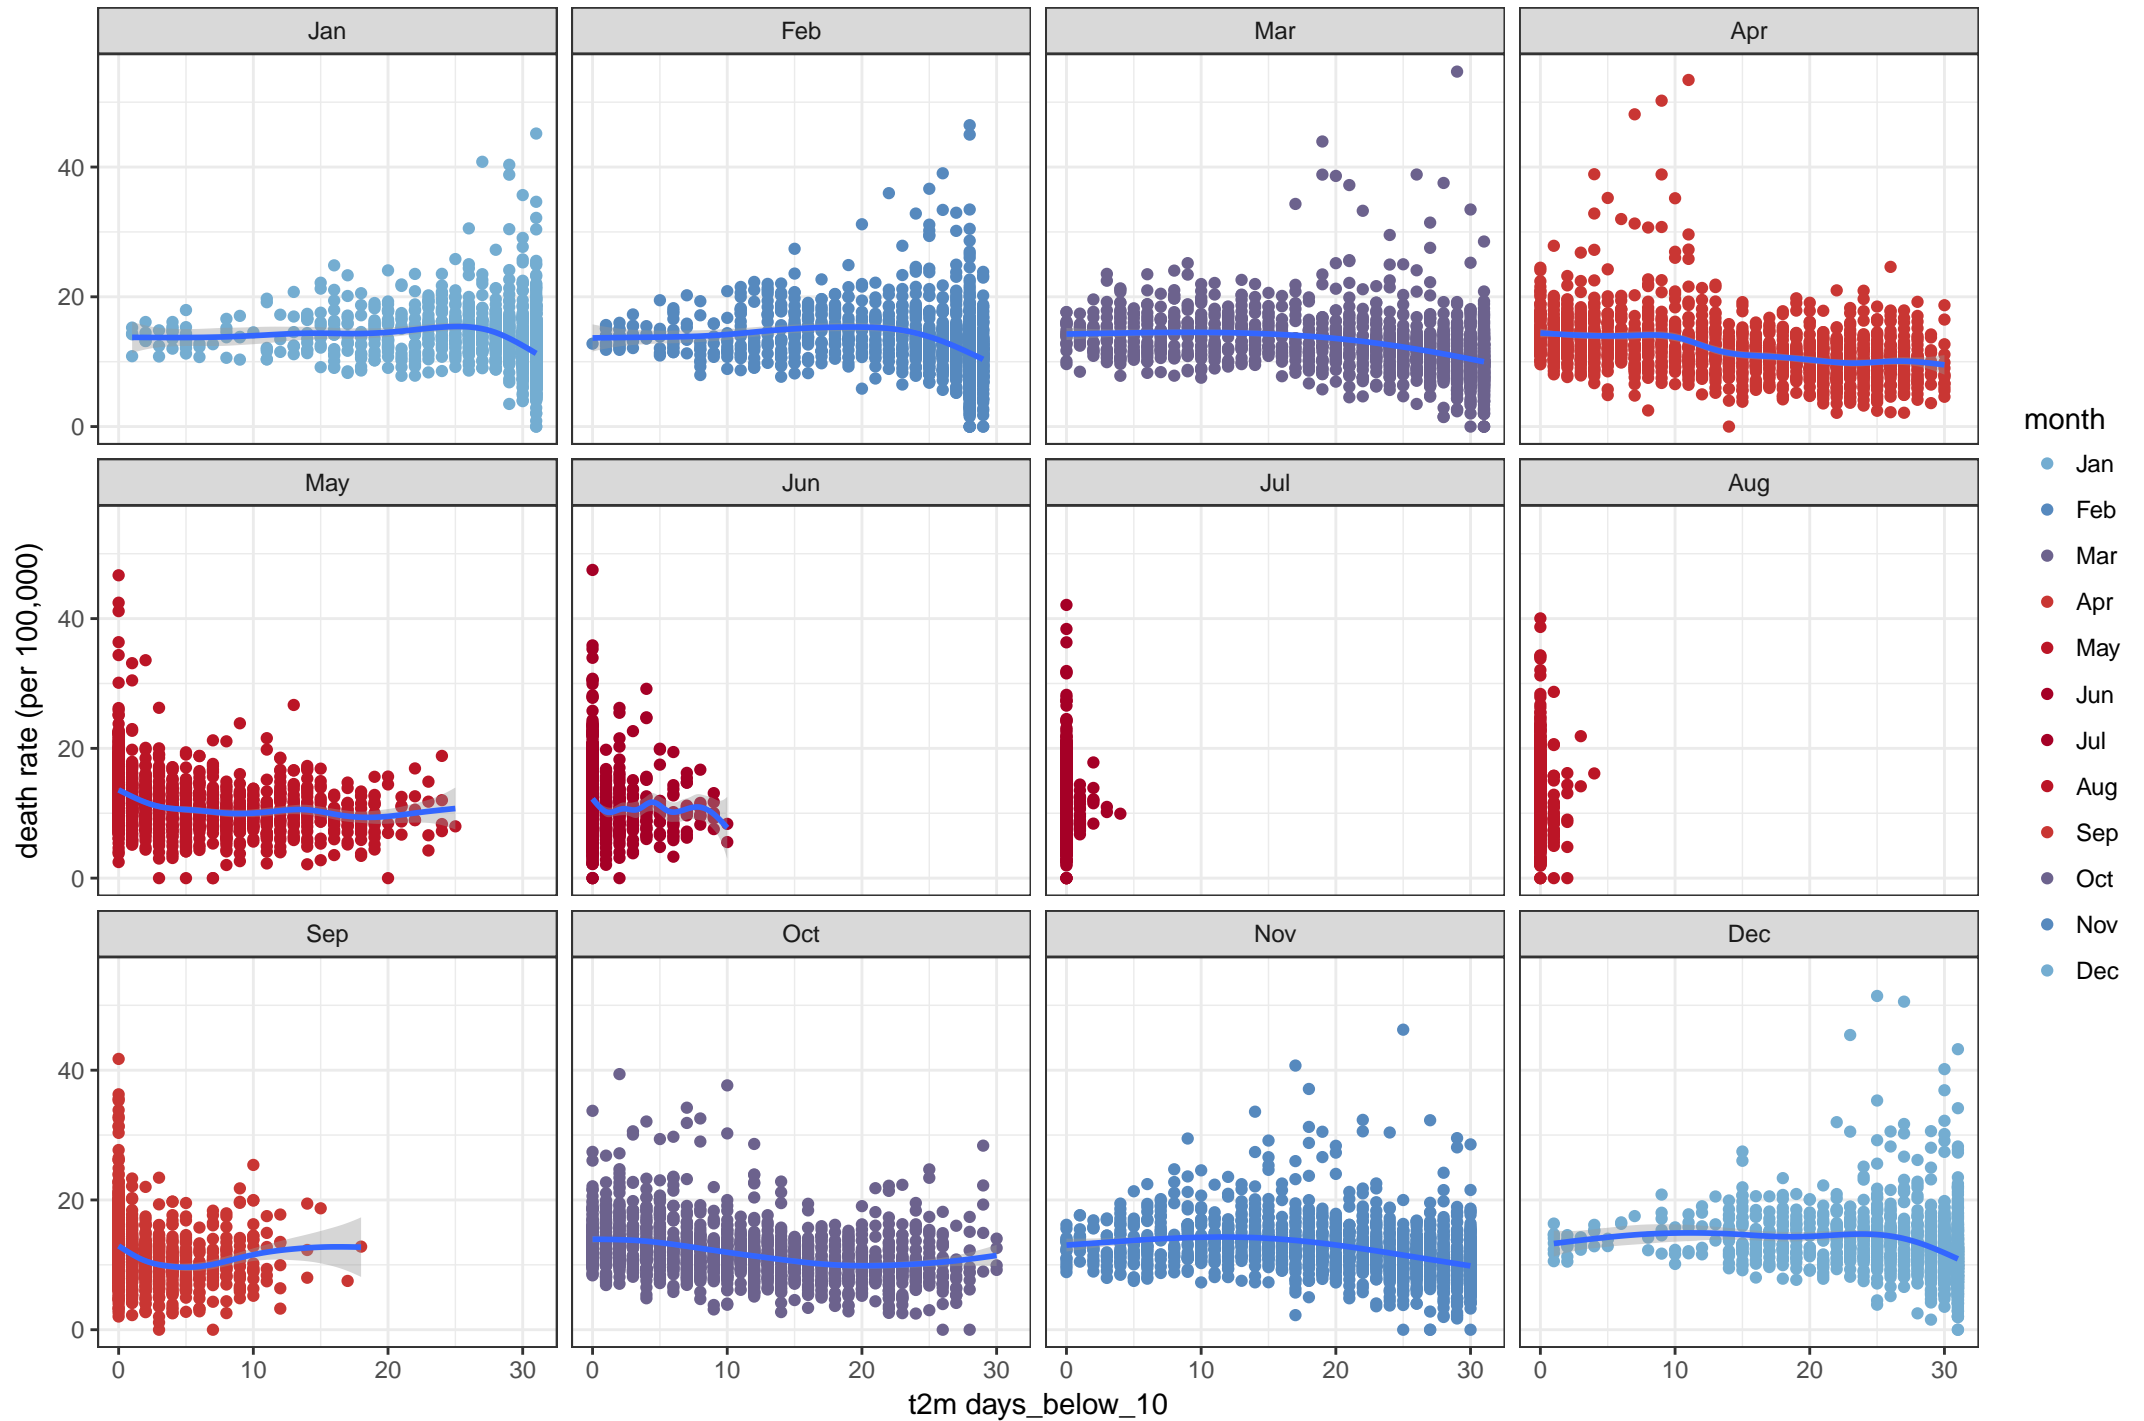 Jan Feb Mar Apr
40
20
0
May Jun Jul Aug
40
20
0
Sep Oct Nov Dec
40
20
0
0 10 20 30 0 10 20 30 0 10 20 30 0 10 20 30
t2m days_below_10
death rate (per 100,000)
month
Jan
Feb
Mar
Apr
May
Jun
Jul
Aug
Sep
Oct
Nov
Dec